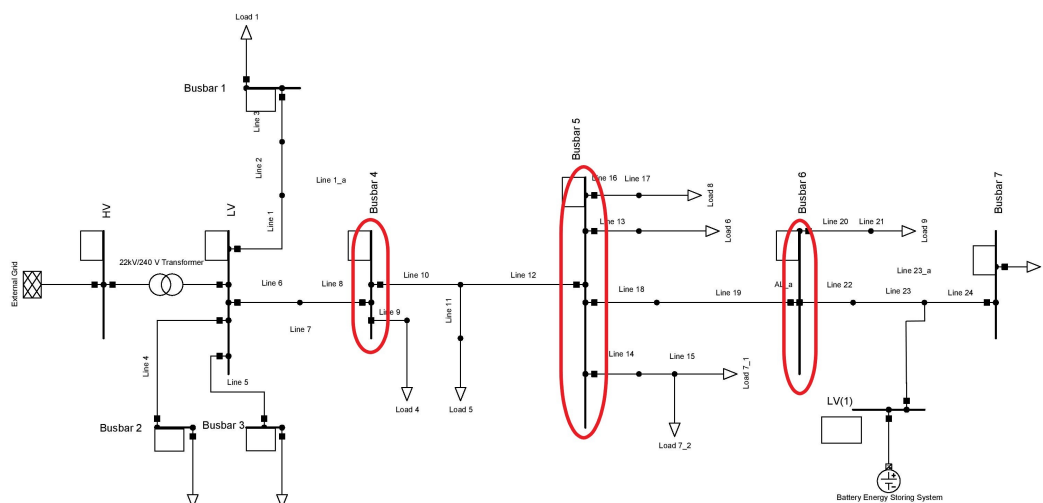 Load 1
Busbar 1
Line 3
Line 2
Line 1_a
Line 1
HV
LV
Busbar 4
Busbar 5
Busbar 6
Busbar 7
External Grid
22kV/240 V Transformer
Line 6
Line 8
Line 7
Line 9
Line 10
Line 11
Line 12
Line 16
Line 17
Load 8
Line 13
Load 6
Line 18
Line 19
Line 14
Line 15
Load 7_1
Load 7_2
AL_a
Line 20
Line 21
Load 9
Line 22
Line 23_a
Line 23
Line 24
Line 4
Line 5
Load 4
Load 5
Busbar 2
Busbar 3
LV(1)
Battery Energy Storing System